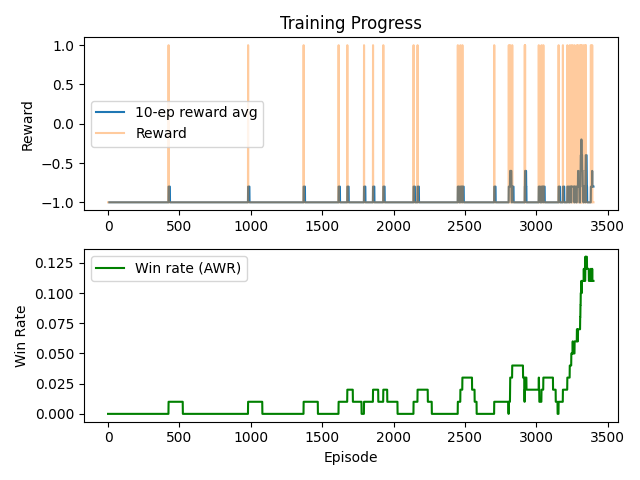 Training Progress
Reward
1.0
0.5
0.0
−0.5
−1.0
10-ep reward avg
Reward
0 500 1000 1500 2000 2500 3000 3500
Win Rate
0.125
0.100
0.075
0.050
0.025
0.000
Win rate (AWR)
0 500 1000 1500 2000 2500 3000 3500
Episode